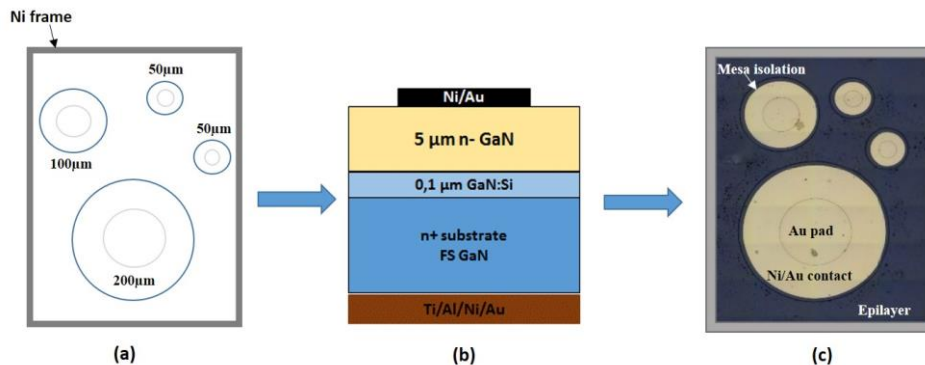 Ni frame
50µm
50µm
100µm
200µm
(a)
Ni/Au
5 µm n- GaN
0,1 µm GaN:Si
n+ substrate
FS GaN
Ti/Al/Ni/Au
(b)
Mesa isolation
Au pad
Ni/Au contact
Epilayer
(c)